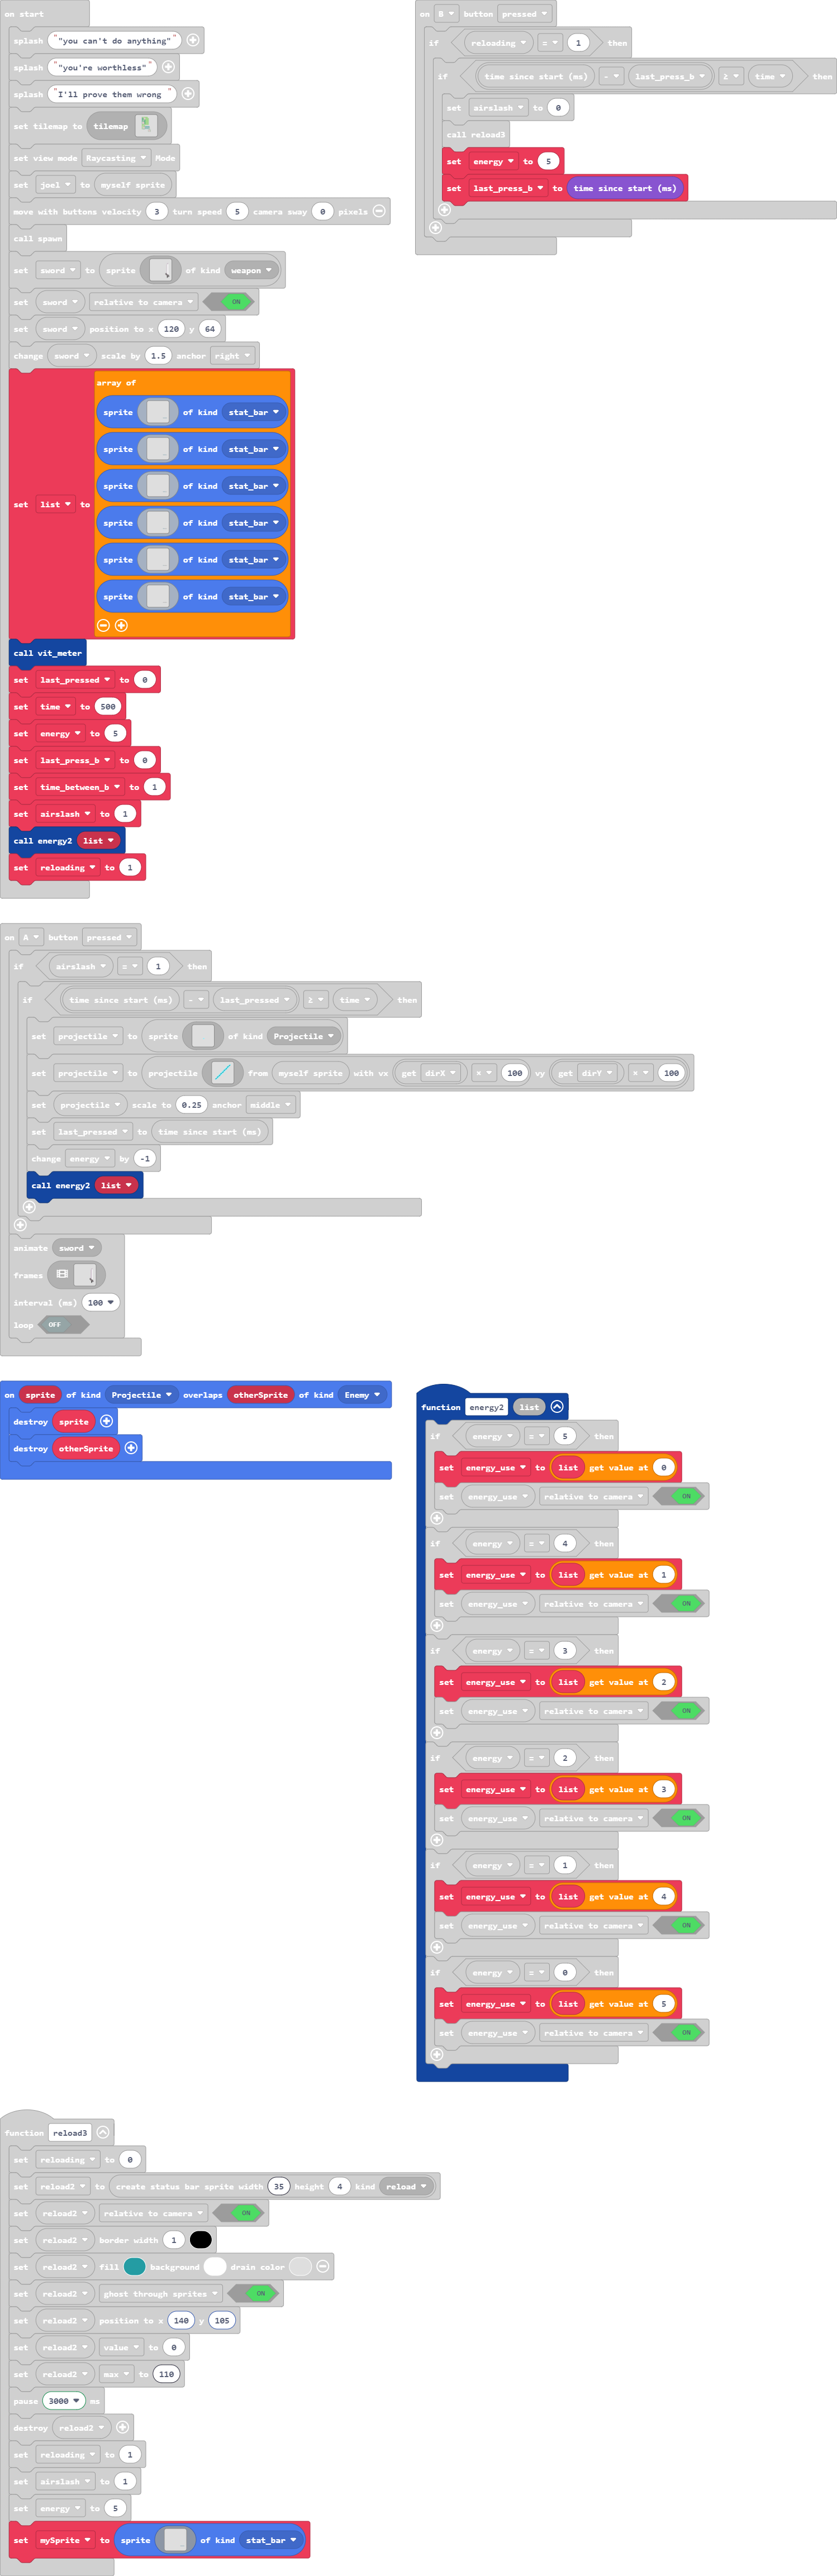 on start
splash ""you can't do anything""
splash ""you're worthless""
splash "I'll prove them wrong "
set tilemap to tilemap
set view mode Raycasting Mode
set joel to myself sprite
move with buttons velocity 3 turn speed 5 camera sway 0 pixels
call spawn
set sword to sprite of kind weapon
set sword relative to camera ON
set sword position to x 120 y 64
change sword scale by 1.5 anchor right
set list to array of
sprite of kind stat_bar
sprite of kind stat_bar
sprite of kind stat_bar
sprite of kind stat_bar
sprite of kind stat_bar
sprite of kind stat_bar
call vit_meter
set last_pressed to 0
set time to 500
set energy to 5
set last_press_b to 0
set time_between_b to 1
set airslash to 1
call energy2 list
set reloading to 1
on B button pressed
if reloading = 1 then
if time since start (ms) - last_press_b ≥ time then
set airslash to 0
call reload3
set energy to 5
set last_press_b to time since start (ms)
on A button pressed
if airslash = 1 then
if time since start (ms) - last_pressed ≥ time then
set projectile to sprite of kind Projectile
set projectile to projectile from myself sprite with vx get dirX × 100 vy get dirY × 100
set projectile scale to 0.25 anchor middle
set last_pressed to time since start (ms)
change energy by -1
call energy2 list
animate sword
frames
interval (ms) 100
loop OFF
on sprite of kind Projectile overlaps otherSprite of kind Enemy
destroy sprite
destroy otherSprite
function energy2 list
if energy = 5 then
set energy_use to list get value at 0
set energy_use relative to camera ON
if energy = 4 then
set energy_use to list get value at 1
set energy_use relative to camera ON
if energy = 3 then
set energy_use to list get value at 2
set energy_use relative to camera ON
if energy = 2 then
set energy_use to list get value at 3
set energy_use relative to camera ON
if energy = 1 then
set energy_use to list get value at 4
set energy_use relative to camera ON
if energy = 0 then
set energy_use to list get value at 5
set energy_use relative to camera ON
function reload3
set reloading to 0
set reload2 to create status bar sprite width 35 height 4 kind reload
set reload2 relative to camera ON
set reload2 border width 1
set reload2 fill background drain color
set reload2 ghost through sprites ON
set reload2 position to x 140 y 105
set reload2 value to 0
set reload2 max to 110
pause 3000 ms
destroy reload2
set reloading to 1
set airslash to 1
set energy to 5
set mySprite to sprite of kind stat_bar